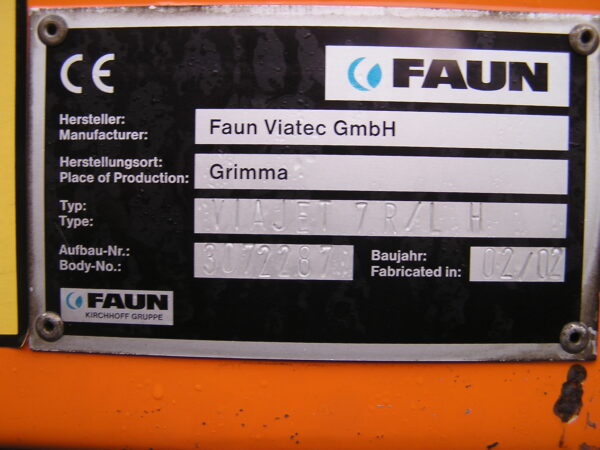 CE
FAUN
Hersteller:
Manufacturer:
Faun Viatec GmbH
Herstellungsort:
Place of Production:
Grimma
Typ:
Type:
VIAJET 7 R/L H
Aufbau-Nr.:
Body-No.:
3072287
Baujahr:
Fabricated in:
02/02
FAUN
KIRCHHOFF GRUPPE